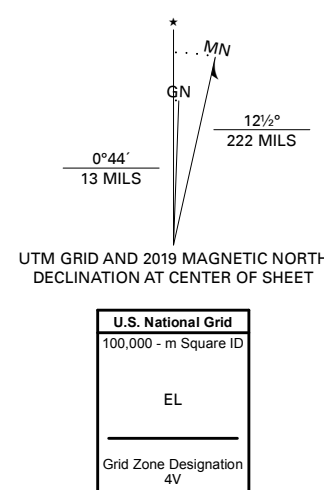 ★
MN
GN
12½°
222 MILS
0°44´
13 MILS
UTM GRID AND 2019 MAGNETIC NORTH
DECLINATION AT CENTER OF SHEET
U.S. National Grid
100,000 - m Square ID
EL
Grid Zone Designation
4V